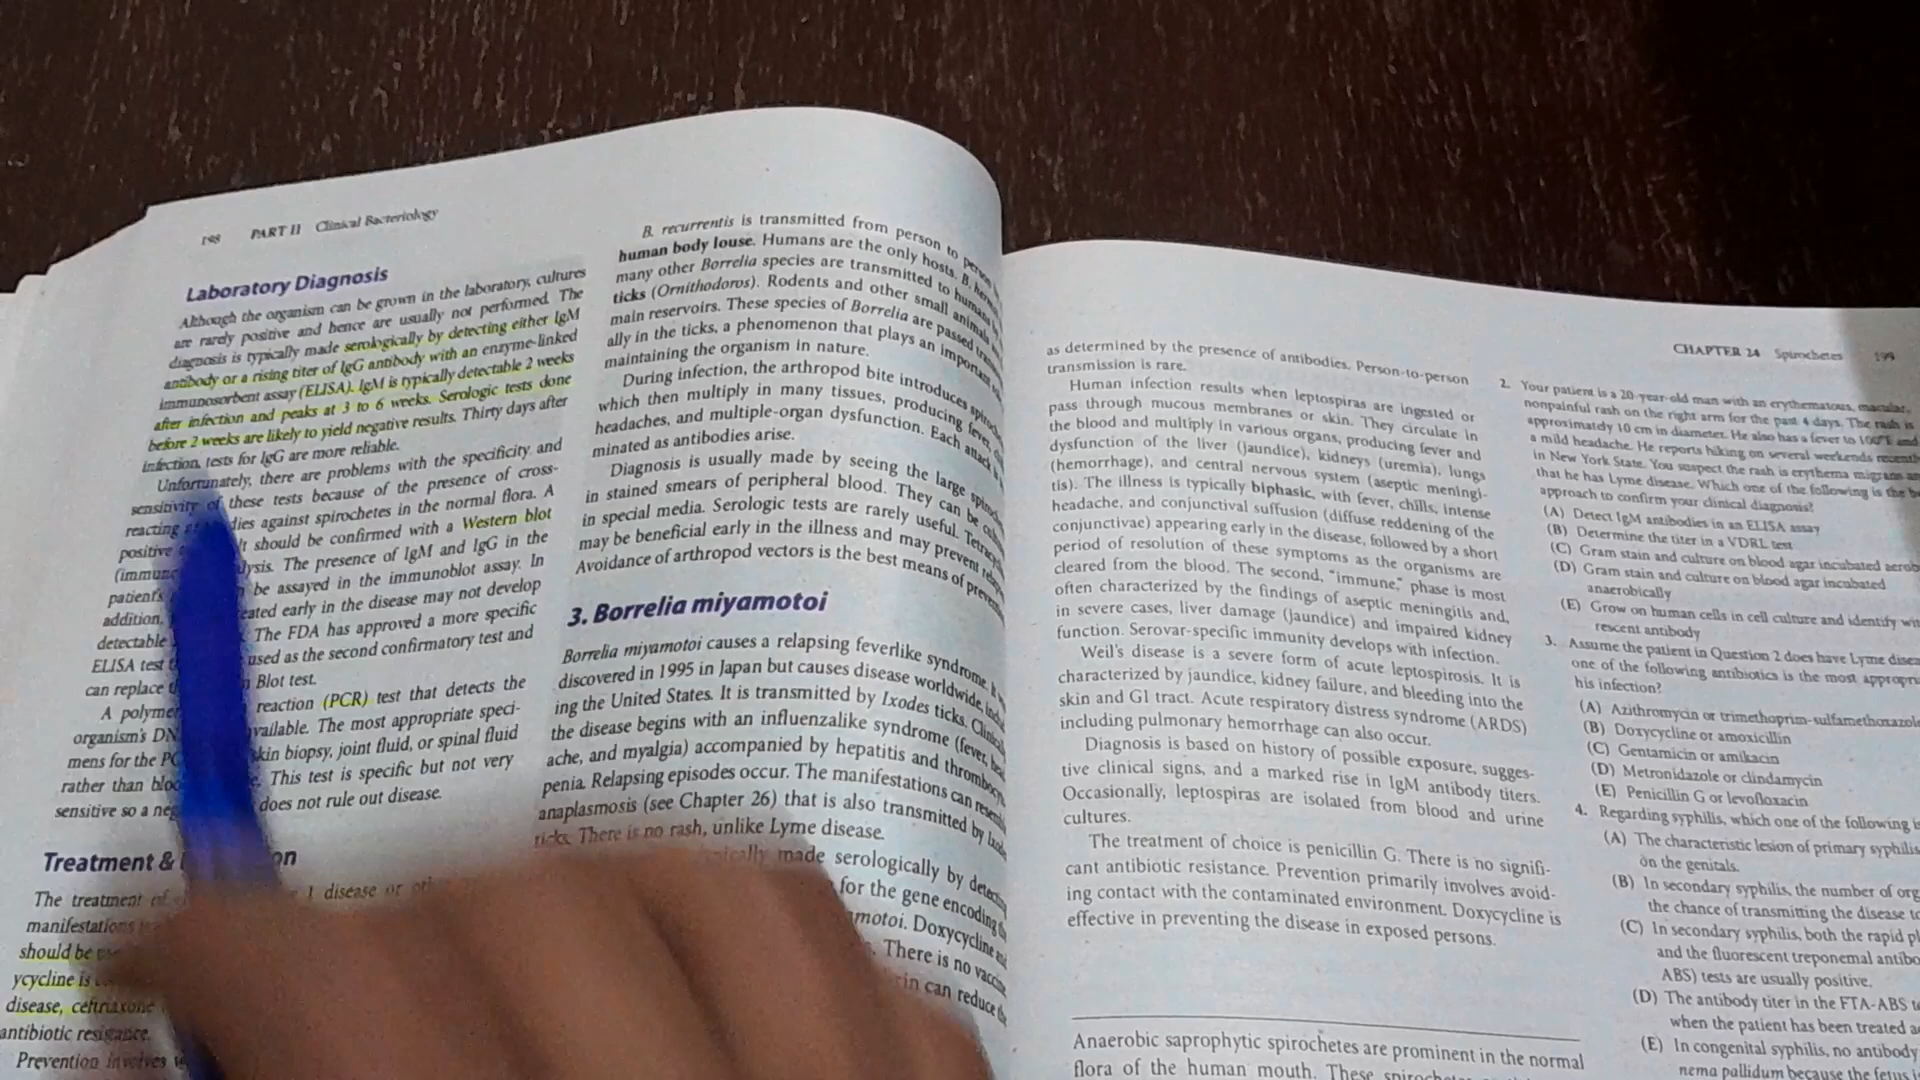 198 PART II Clinical Bacteriology
Laboratory Diagnosis
Although the organism can be grown in the laboratory, cultures
are rarely positive and hence are usually not performed. The
diagnosis is typically made serologically by detecting either IgM
antibody or a rising titer of IgG antibody with an enzyme-linked
immunosorbent assay (ELISA). IgM is typically detectable 2 weeks
after infection and peaks at 3 to 6 weeks. Serologic tests done
before 2 weeks are likely to yield negative results. Thirty days after
infection, tests for IgG are more reliable.
Unfortunately, there are problems with the specificity and
sensitivity of these tests because of the presence of cross-
reacting dies against spirochetes in the normal flora. A
positive should be confirmed with a Western blot
lysis. The presence of IgM and IgG in the
patient's be assayed in the immunoblot assay. In
addition, eated early in the disease may not develop
detectable The FDA has approved a more specific
ELISA test used as the second confirmatory test and
can replace Blot test.
A polymer reaction (PCR) test that detects the
organism's DN vailable. The most appropriate speci-
mens for the PC skin biopsy, joint fluid, or spinal fluid
rather than bloo This test is specific but not very
sensitive so a neg does not rule out disease.
Treatment & on
The treatment disease or
manifestations
should be
ycycline is
disease, ceftriaxone
antibiotic resistance.
Prevention involves
B. recurrentis is transmitted from person to
human body louse. Humans are the only hosts. B.
many other Borrelia species are transmitted to humans
ticks (Ornithodoros). Rodents and other small animals
main reservoirs. These species of Borrelia are passed
ally in the ticks, a phenomenon that plays an important
maintaining the organism in nature.
During infection, the arthropod bite introduces
which then multiply in many tissues, producing fever,
headaches, and multiple-organ dysfunction. Each attack
minated as antibodies arise.
Diagnosis is usually made by seeing the large
in stained smears of peripheral blood. They can be
in special media. Serologic tests are rarely useful.
may be beneficial early in the illness and may prevent
Avoidance of arthropod vectors is the best means of
3. Borrelia miyamotoi
Borrelia miyamotoi causes a relapsing feverlike syndrome. It
discovered in 1995 in Japan but causes disease worldwide,
ing the United States. It is transmitted by Ixodes ticks.
the disease begins with an influenzalike syndrome (fever,
ache, and myalgia) accompanied by hepatitis and
penia. Relapsing episodes occur. The manifestations can
anaplasmosis (see Chapter 26) that is also transmitted by
ticks. There is no rash, unlike Lyme disease.
made serologically by
for the gene encoding
motoi. Doxycycline
There is no vaccine
can reduce
CHAPTER 24 Spirochetes 199
as determined by the presence of antibodies. Person-to-person
transmission is rare.
Human infection results when leptospiras are ingested or
pass through mucous membranes or skin. They circulate in
the blood and multiply in various organs, producing fever and
dysfunction of the liver (jaundice), kidneys (uremia), lungs
(hemorrhage), and central nervous system (aseptic meningi-
tis). The illness is typically biphasic, with fever, chills, intense
headache, and conjunctival suffusion (diffuse reddening of the
conjunctivae) appearing early in the disease, followed by a short
period of resolution of these symptoms as the organisms are
cleared from the blood. The second, "immune," phase is most
often characterized by the findings of aseptic meningitis and,
in severe cases, liver damage (jaundice) and impaired kidney
function. Serovar-specific immunity develops with infection.
Weil's disease is a severe form of acute leptospirosis. It is
characterized by jaundice, kidney failure, and bleeding into the
skin and GI tract. Acute respiratory distress syndrome (ARDS)
including pulmonary hemorrhage can also occur.
Diagnosis is based on history of possible exposure, sugges-
tive clinical signs, and a marked rise in IgM antibody titers.
Occasionally, leptospiras are isolated from blood and urine
cultures.
The treatment of choice is penicillin G. There is no signifi-
cant antibiotic resistance. Prevention primarily involves avoid-
ing contact with the contaminated environment. Doxycycline is
effective in preventing the disease in exposed persons.
Anaerobic saprophytic spirochetes are prominent in the normal
flora of the human mouth. These
2. Your patient is a 20-year-old man with an erythematous, macular,
nonpainful rash on the right arm for the past 4 days. The rash is
approximately 10 cm in diameter. He also has a fever to 100°F and
a mild headache. He reports hiking on several weekends recently
in New York State. You suspect the rash is erythema migrans and
that he has Lyme disease. Which one of the following is the
approach to confirm your clinical diagnosis?
(A) Detect IgM antibodies in an ELISA assay
(B) Determine the titer in a VDRL test
(C) Gram stain and culture on blood agar incubated
(D) Gram stain and culture on blood agar incubated
anaerobically
(E) Grow on human cells in cell culture and identify
rescent antibody
3. Assume the patient in Question 2 does have Lyme
one of the following antibiotics is the most
his infection?
(A) Azithromycin or trimethoprim-sulfamethoxazole
(B) Doxycycline or amoxicillin
(C) Gentamicin or amikacin
(D) Metronidazole or clindamycin
(E) Penicillin G or levofloxacin
4. Regarding syphilis, which one of the following
(A) The characteristic lesion of primary syphilis
on the genitals.
(B) In secondary syphilis, the number of
the chance of transmitting the disease
(C) In secondary syphilis, both the rapid
and the fluorescent treponemal
ABS) tests are usually positive.
(D) The antibody titer in the FTA-ABS
when the patient has been treated
(E) In congenital syphilis, no antibody
nema pallidum because the fetus